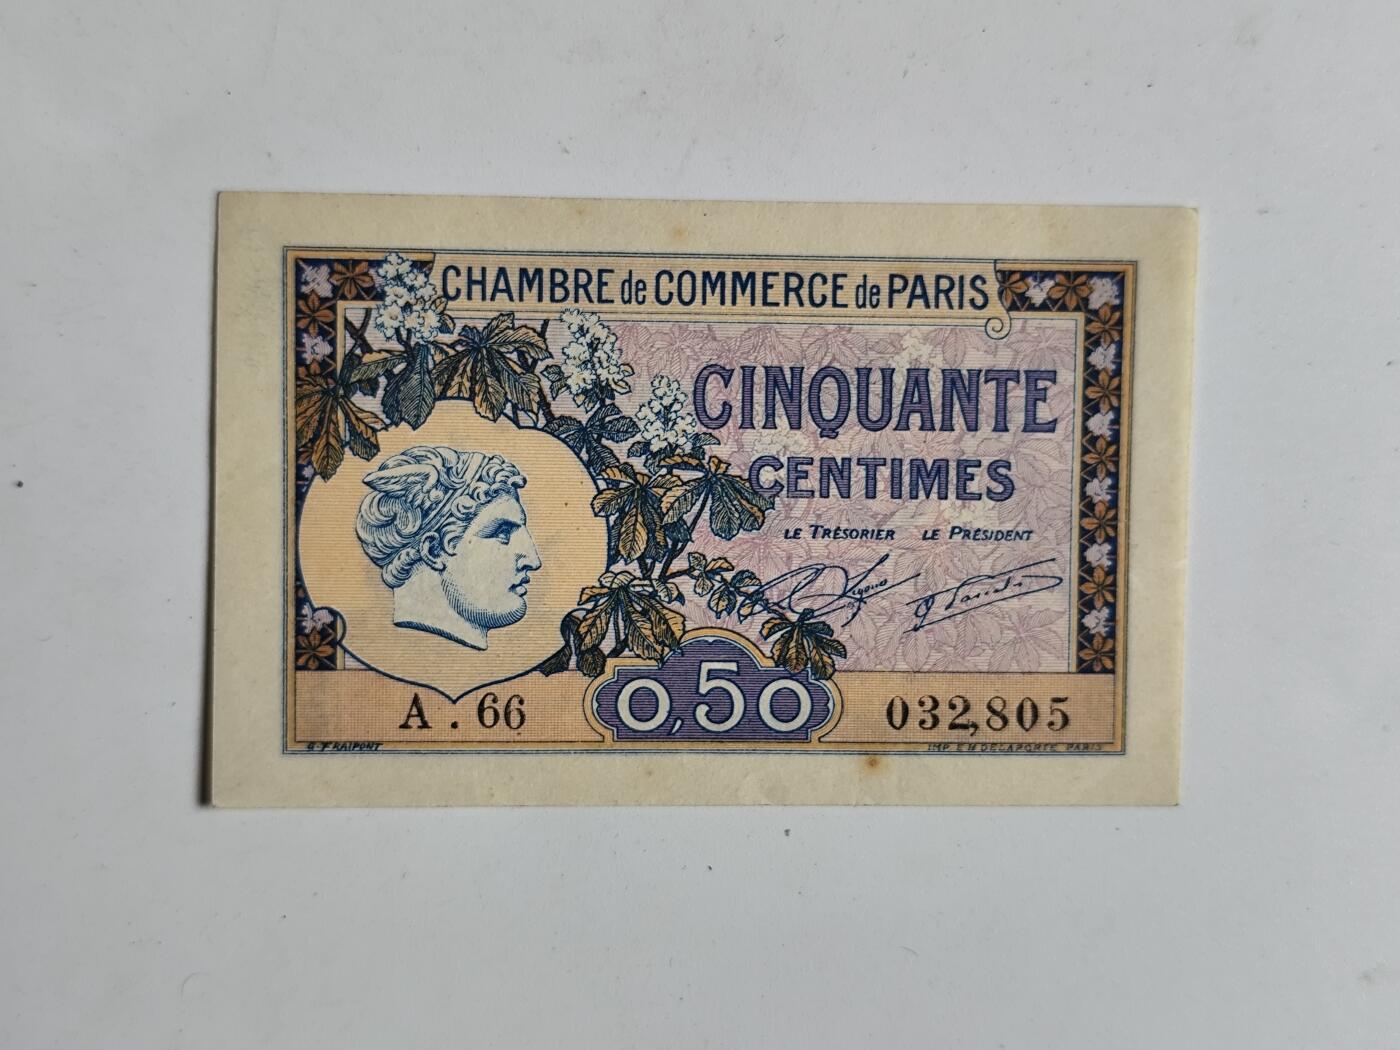 CHAMBRE de COMMERCE de PARIS
CINQUANTE
CENTIMES
LE TRÉSORIER LE PRÉSIDENT
A . 66 0,50 032,805
G. FRAIPONT IMP. EH DELAPORTE PARIS